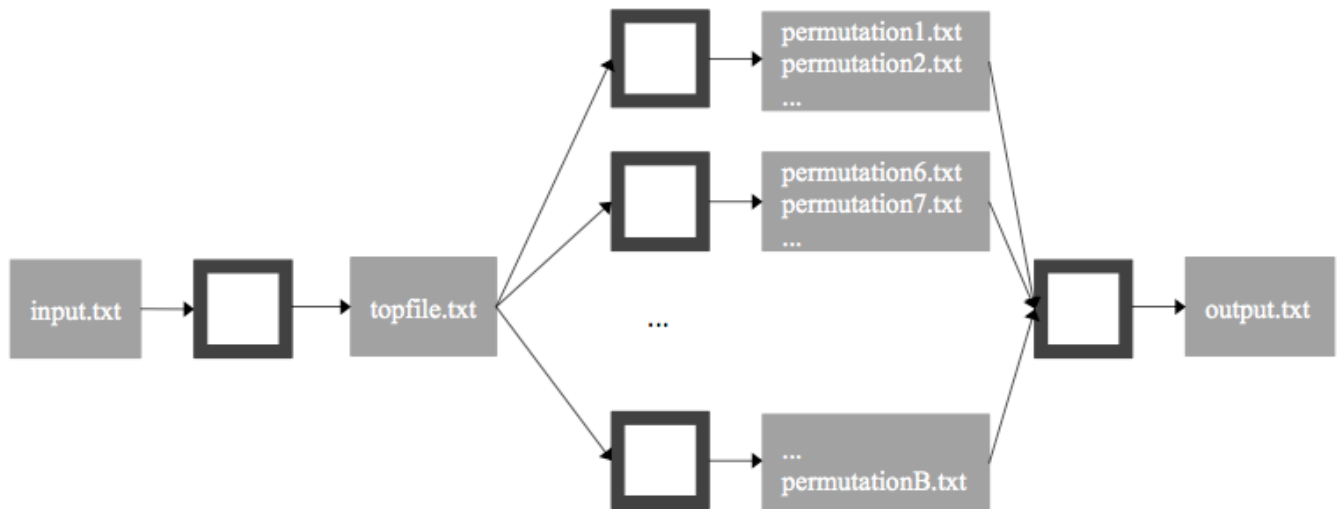 input.txt
topfile.txt
permutation1.txt
permutation2.txt
...
permutation6.txt
permutation7.txt
...
...
...
permutationB.txt
output.txt